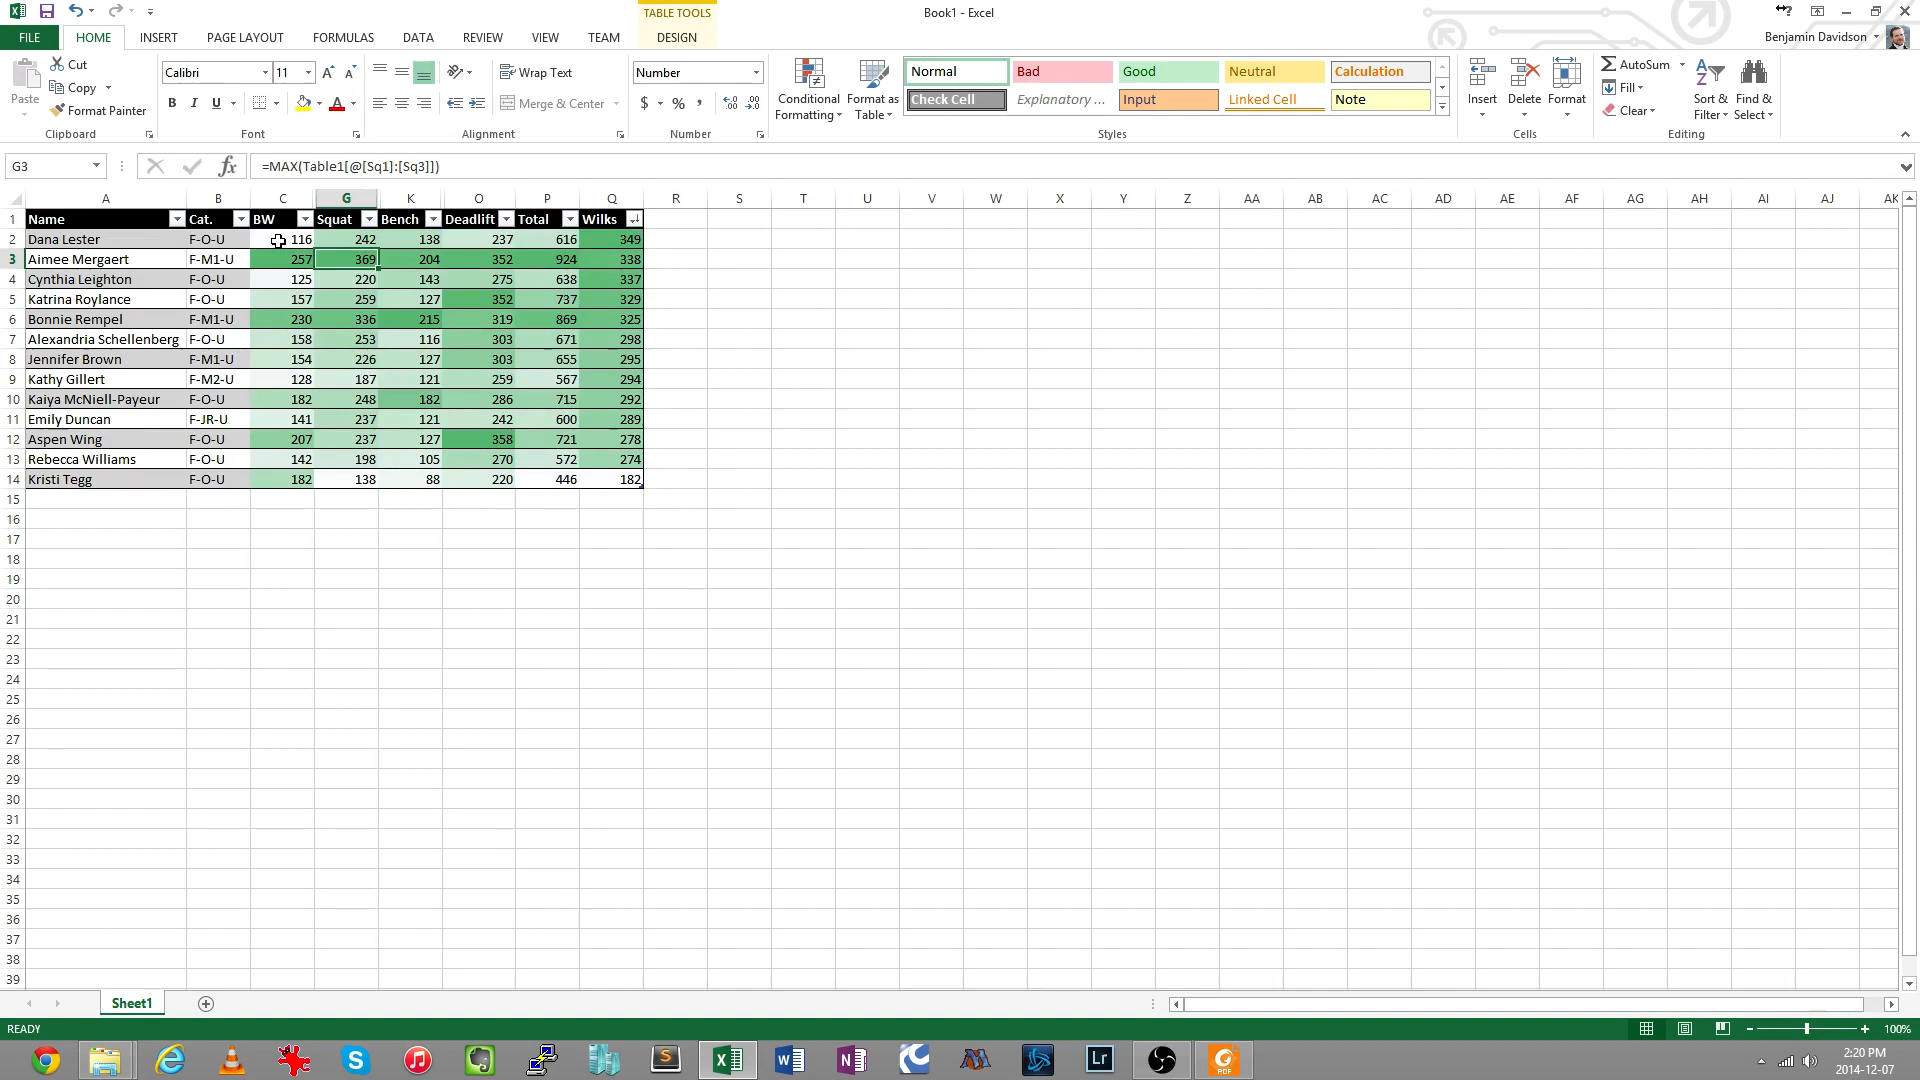 TABLE TOOLS
Book1 - Excel
FILE HOME INSERT PAGE LAYOUT FORMULAS DATA REVIEW VIEW TEAM DESIGN
Benjamin Davidson
Paste
Cut
Copy
Format Painter
Clipboard
Calibri 11
B I U
Font
Wrap Text
Merge & Center
Alignment
Number
$ % ,
Number
Conditional Formatting
Format as Table
Normal Bad Good Neutral Calculation
Check Cell Explanatory ... Input Linked Cell Note
Styles
Insert Delete Format
Cells
AutoSum
Fill
Clear
Sort & Filter
Find & Select
Editing
G3 fx =MAX(Table1[@[Sq1]:[Sq3]])
A B C G K O P Q R S T U V W X Y Z AA AB AC AD AE AF AG AH AI AJ AK
1 Name Cat. BW Squat Bench Deadlift Total Wilks
2 Dana Lester F-O-U 116 242 138 237 616 349
3 Aimee Mergaert F-M1-U 257 369 204 352 924 338
4 Cynthia Leighton F-O-U 125 220 143 275 638 337
5 Katrina Roylance F-O-U 157 259 127 352 737 329
6 Bonnie Rempel F-M1-U 230 336 215 319 869 325
7 Alexandria Schellenberg F-O-U 158 253 116 303 671 298
8 Jennifer Brown F-M1-U 154 226 127 303 655 295
9 Kathy Gillert F-M2-U 128 187 121 259 567 294
10 Kaiya McNiell-Payeur F-O-U 182 248 182 286 715 292
11 Emily Duncan F-JR-U 141 237 121 242 600 289
12 Aspen Wing F-O-U 207 237 127 358 721 278
13 Rebecca Williams F-O-U 142 198 105 270 572 274
14 Kristi Tegg F-O-U 182 138 88 220 446 182
15
16
17
18
19
20
21
22
23
24
25
26
27
28
29
30
31
32
33
34
35
36
37
38
39
Sheet1
READY
100%
2:20 PM
2014-12-07